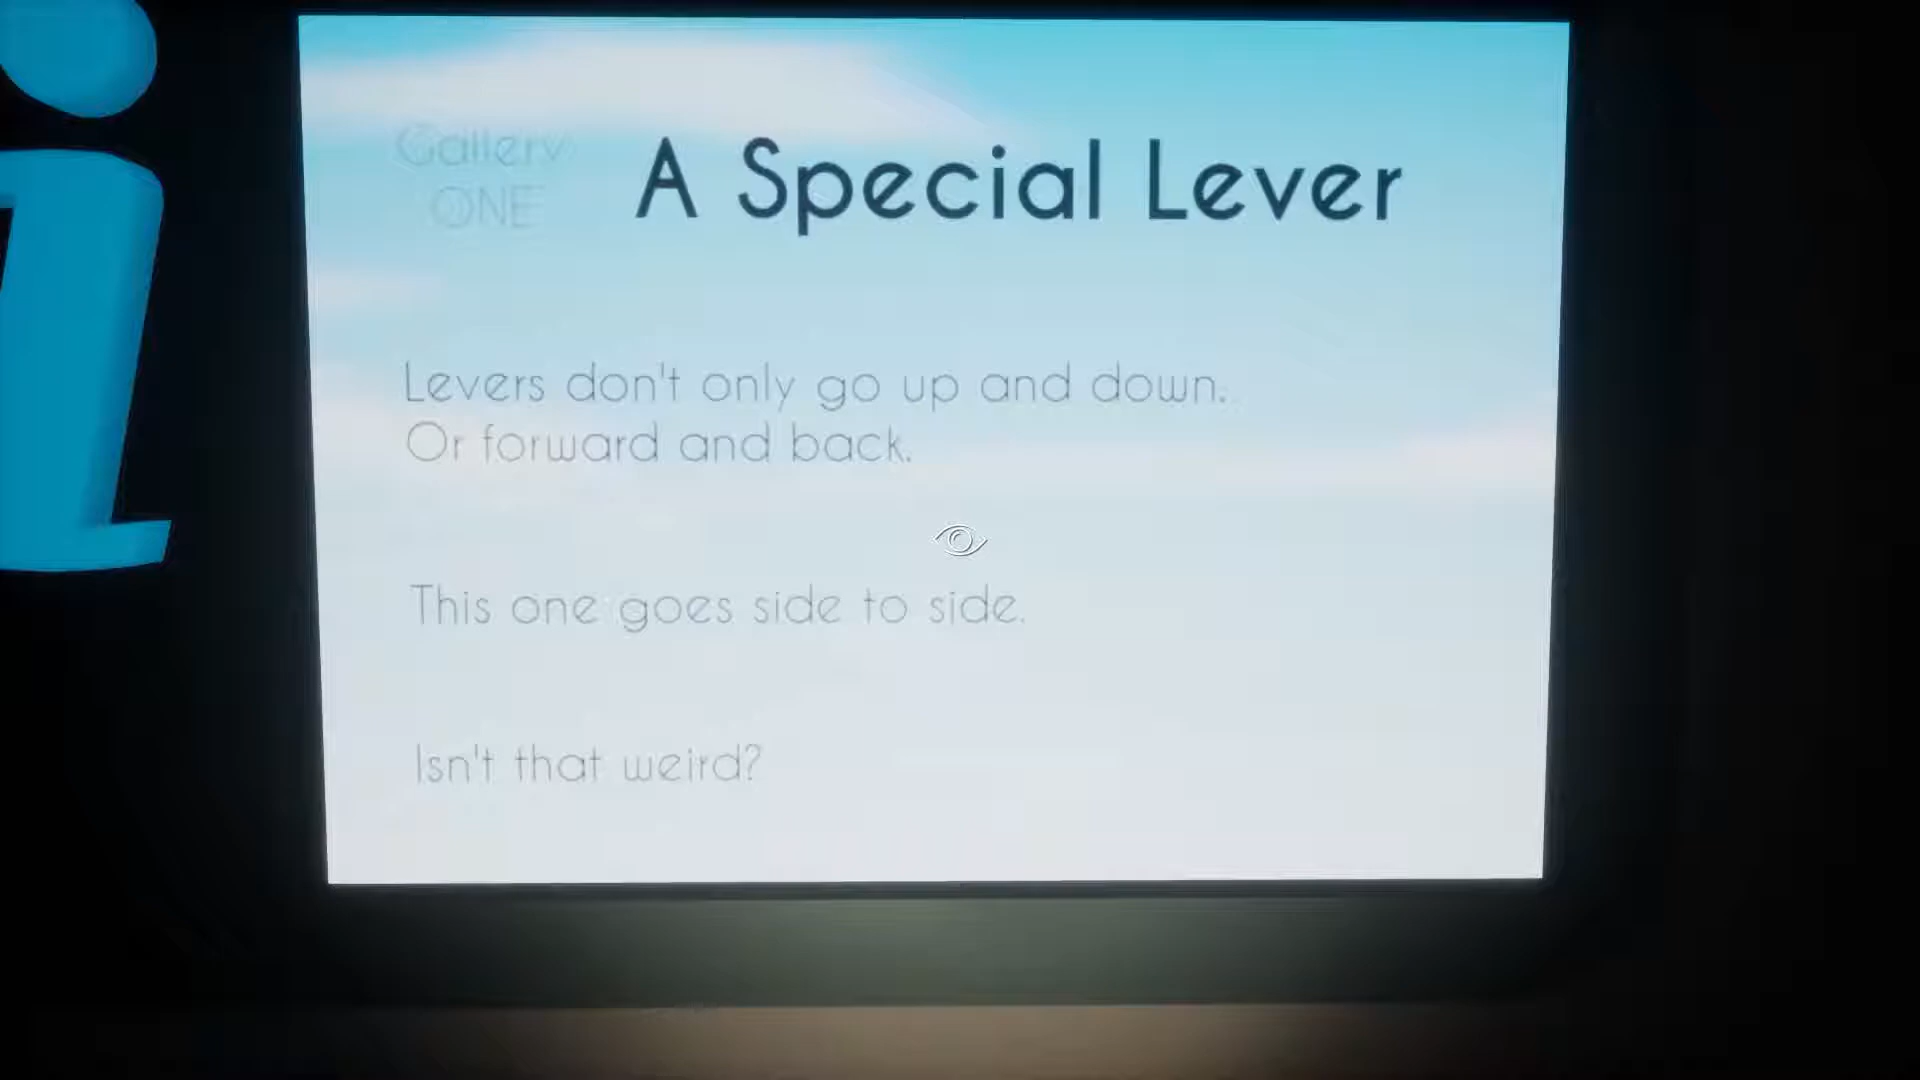 i
Gallery
ONE
A Special Lever
Levers don't only go up and down.
Or forward and back.
This one goes side to side.
Isn't that weird?